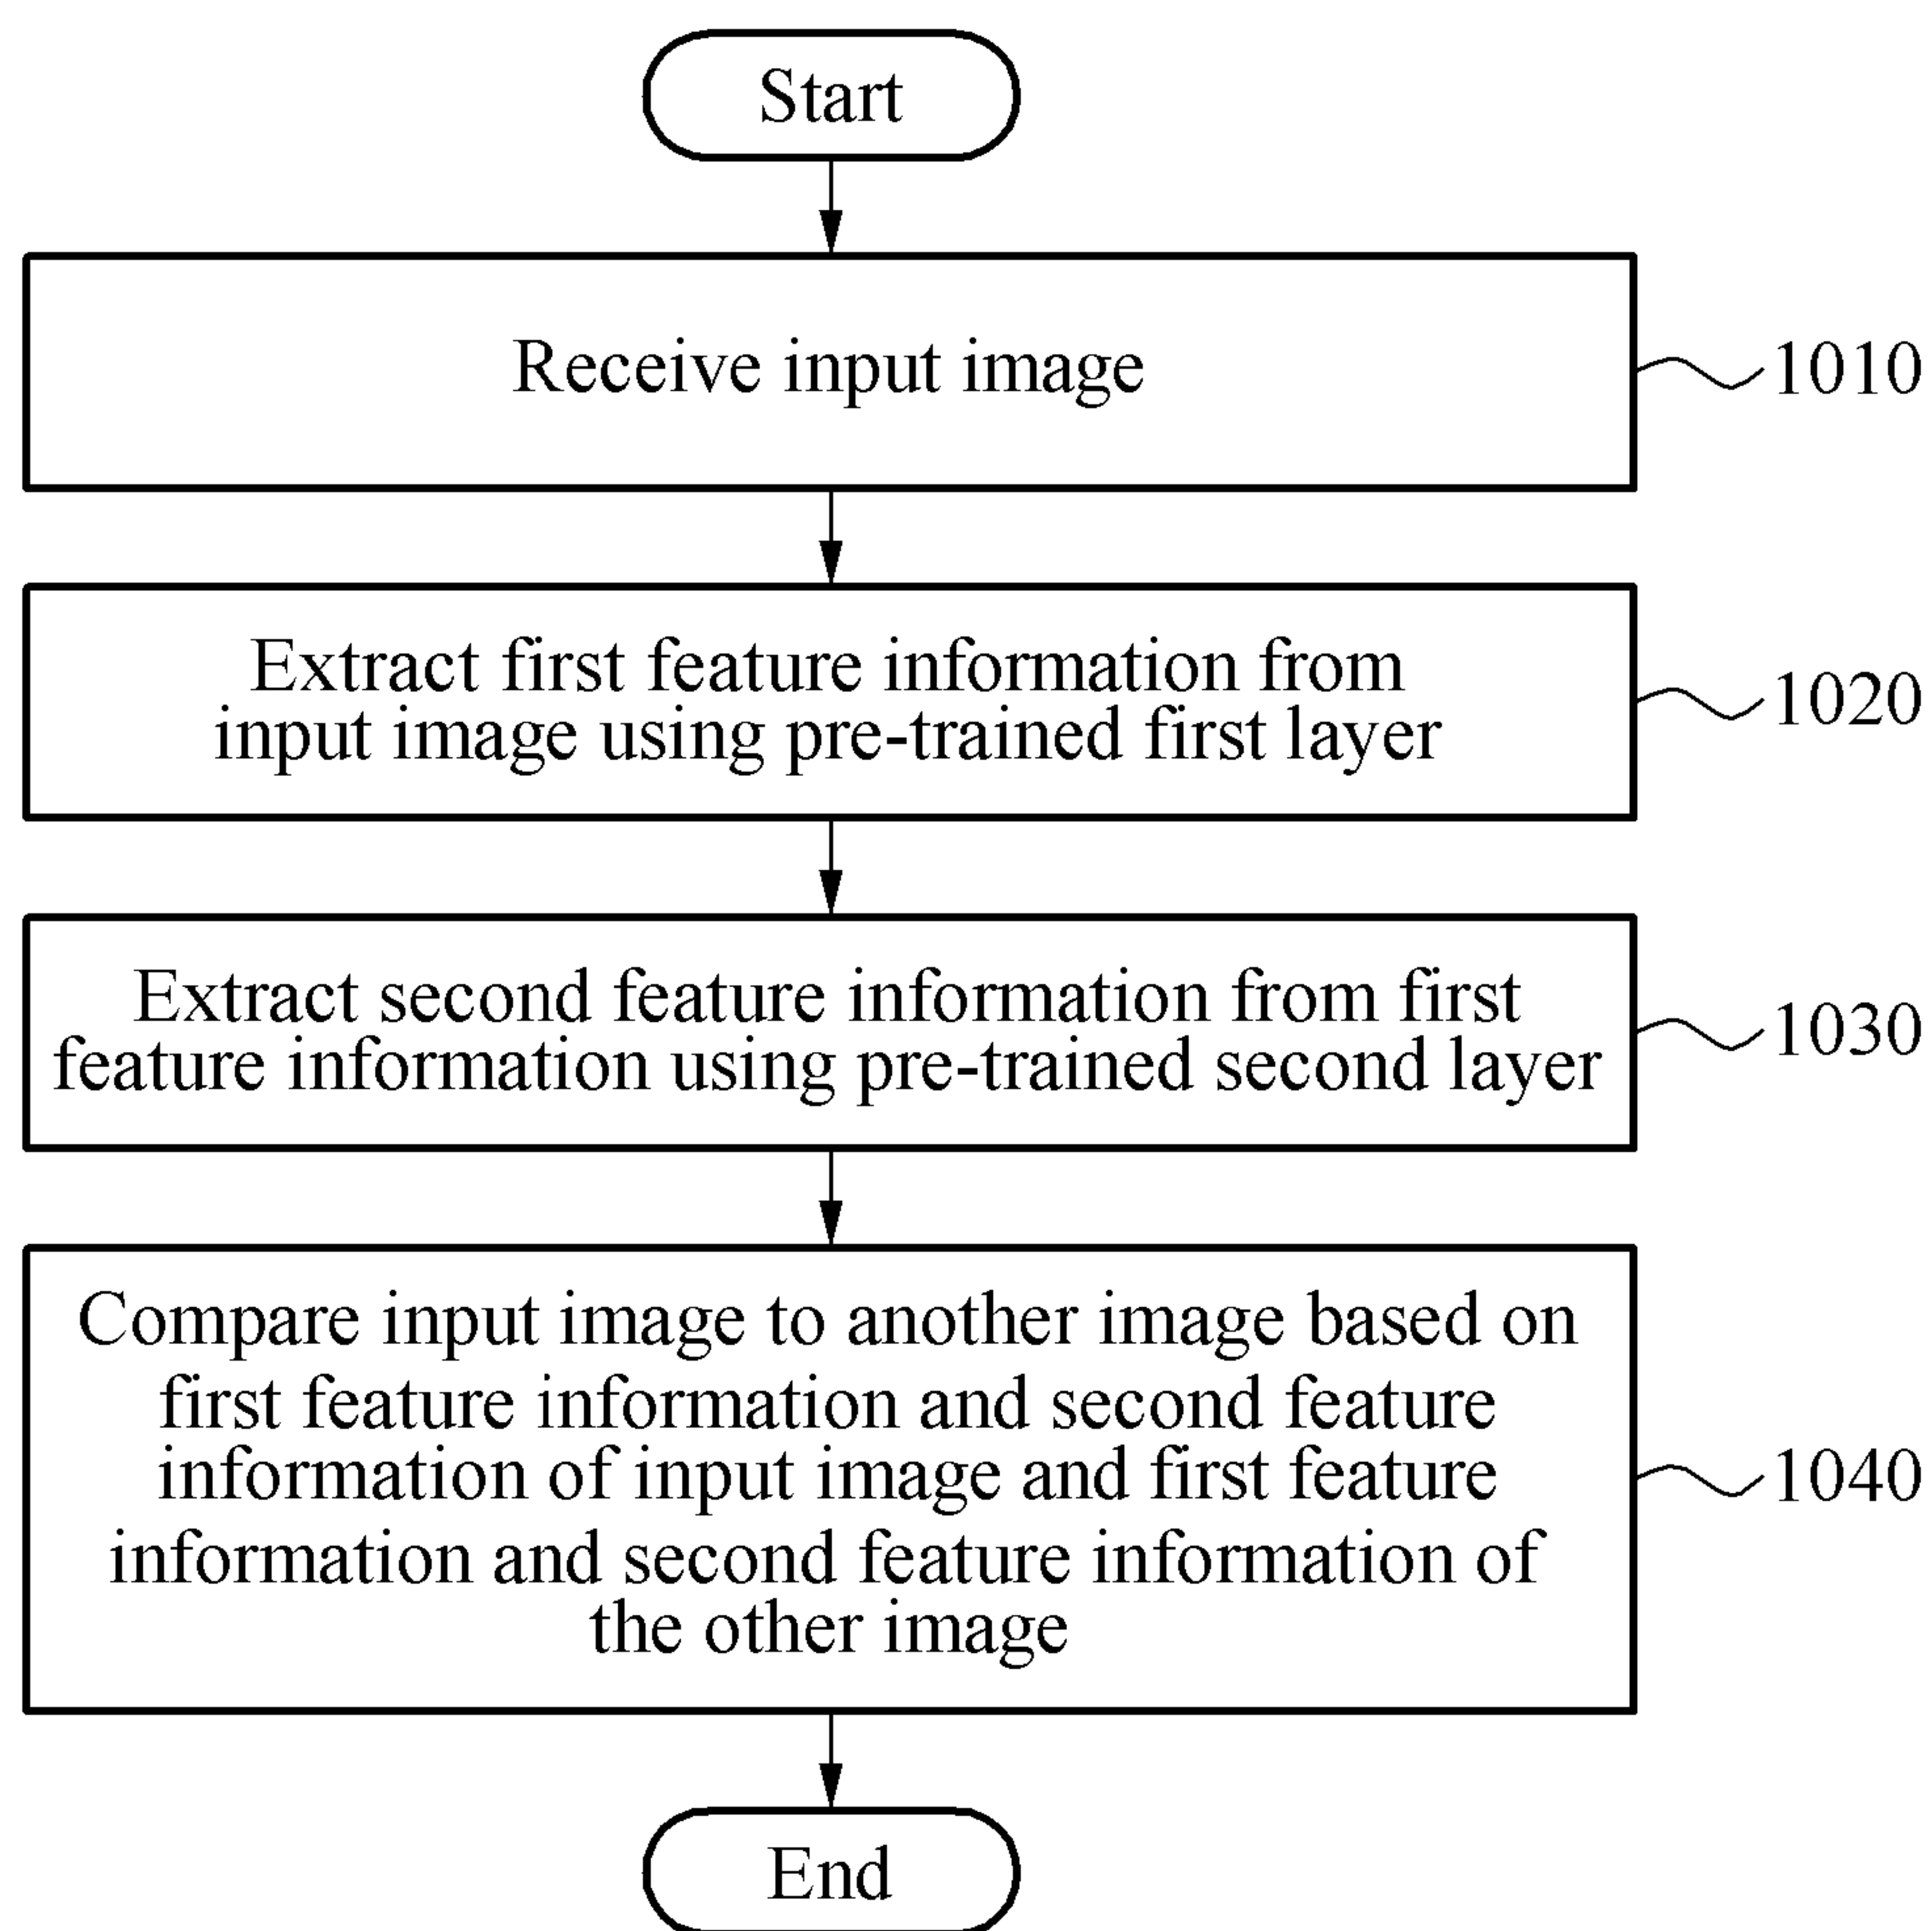 Start
Receive input image
1010
Extract first feature information from
input image using pre-trained first layer
1020
Extract second feature information from first
feature information using pre-trained second layer
1030
Compare input image to another image based on
first feature information and second feature
information of input image and first feature
information and second feature information of
the other image
1040
End